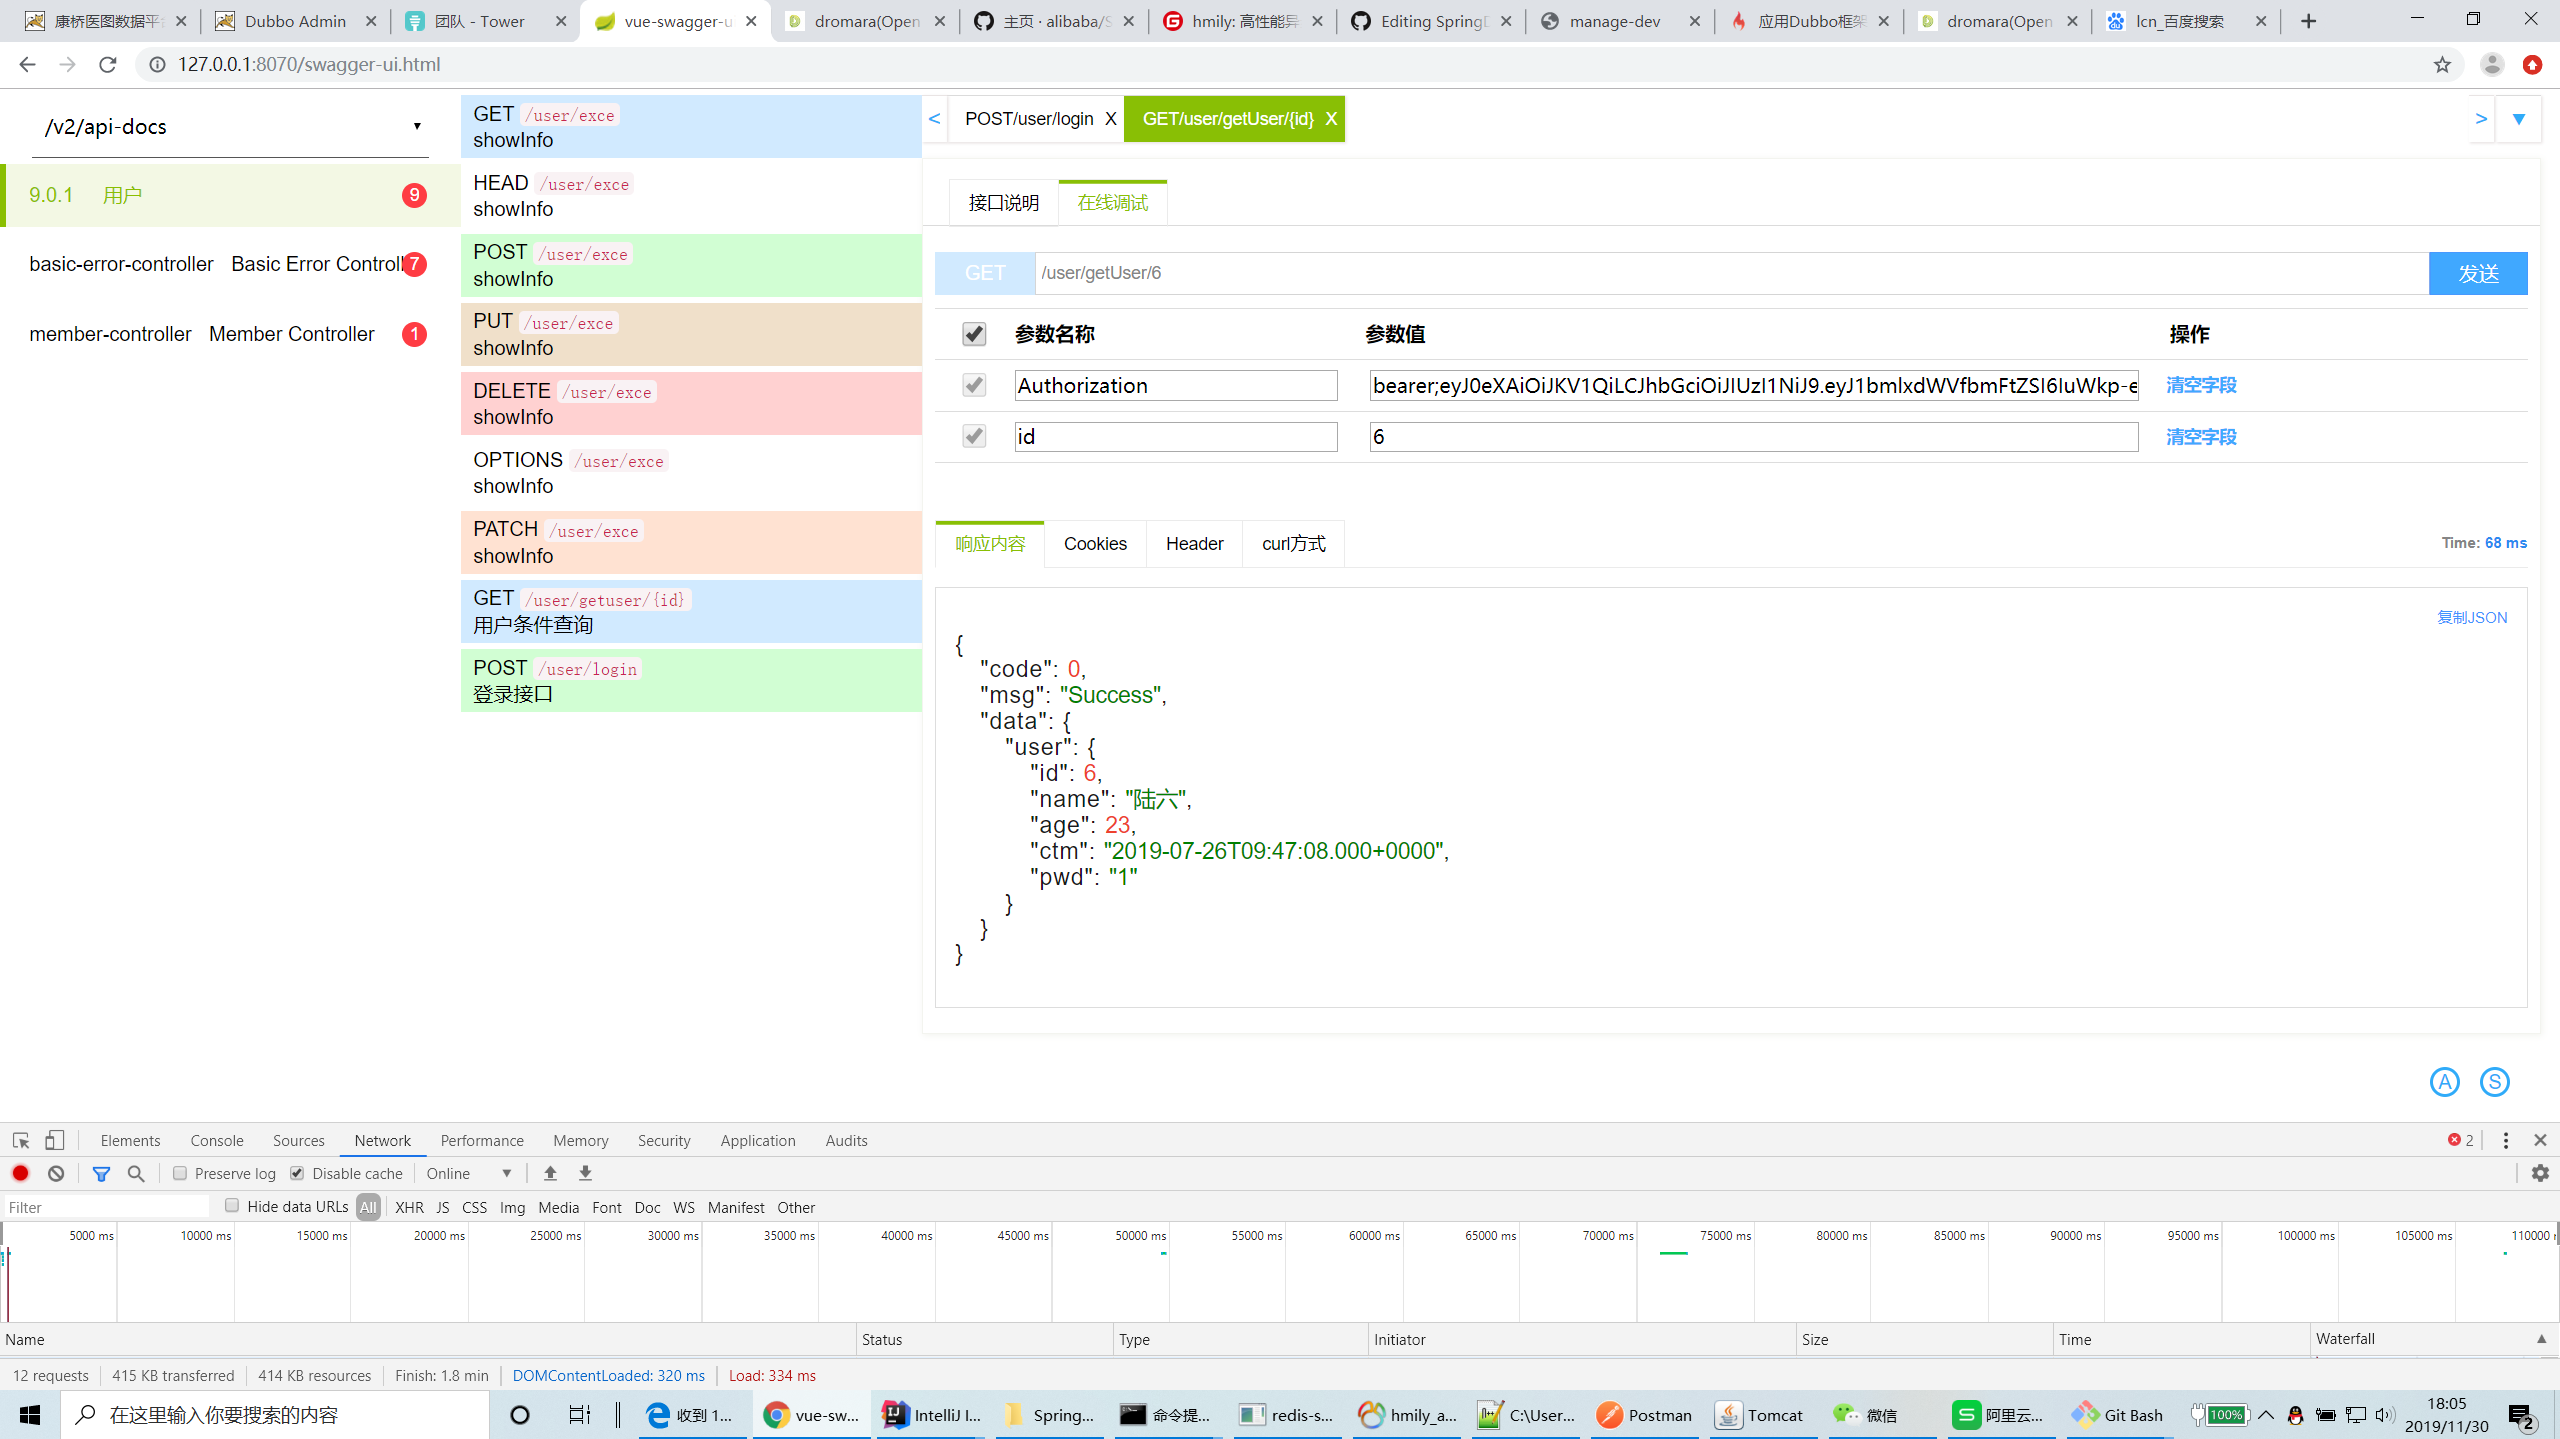 康桥医图数据平 Dubbo Admin 团队 - Tower vue-swagger-u dromara(Open 主页 · alibaba/S hmily: 高性能异 Editing SpringD manage-dev 应用Dubbo框架 dromara(Open lcn_百度搜索
127.0.0.1:8070/swagger-ui.html
/v2/api-docs
9.0.1 用户 9
basic-error-controller Basic Error Controll 7
member-controller Member Controller 1
GET /user/exce
showInfo
HEAD /user/exce
showInfo
POST /user/exce
showInfo
PUT /user/exce
showInfo
DELETE /user/exce
showInfo
OPTIONS /user/exce
showInfo
PATCH /user/exce
showInfo
GET /user/getuser/{id}
用户条件查询
POST /user/login
登录接口
< POST/user/login X GET/user/getUser/{id} X >
接口说明 在线调试
GET /user/getUser/6 发送
参数名称 参数值 操作
Authorization bearer;eyJ0eXAiOiJKV1QiLCJhbGciOiJIUzI1NiJ9.eyJ1bmlxdWVfbmFtZSI6IuWkp-e 清空字段
id 6 清空字段
响应内容 Cookies Header curl方式 Time: 68 ms
复制JSON
{
"code": 0,
"msg": "Success",
"data": {
"user": {
"id": 6,
"name": "陆六",
"age": 23,
"ctm": "2019-07-26T09:47:08.000+0000",
"pwd": "1"
}
}
}
A S
Elements Console Sources Network Performance Memory Security Application Audits 2
Preserve log Disable cache Online
Filter Hide data URLs All XHR JS CSS Img Media Font Doc WS Manifest Other
5000 ms 10000 ms 15000 ms 20000 ms 25000 ms 30000 ms 35000 ms 40000 ms 45000 ms 50000 ms 55000 ms 60000 ms 65000 ms 70000 ms 75000 ms 80000 ms 85000 ms 90000 ms 95000 ms 100000 ms 105000 ms 110000
Name Status Type Initiator Size Time Waterfall
12 requests 415 KB transferred 414 KB resources Finish: 1.8 min DOMContentLoaded: 320 ms Load: 334 ms
在这里输入你要搜索的内容 收到 1... vue-sw... IntelliJ I... Spring... 命令提... redis-s... hmily_a... C:\User... Postman Tomcat 微信 阿里云... Git Bash 100% 18:05
2019/11/30 2